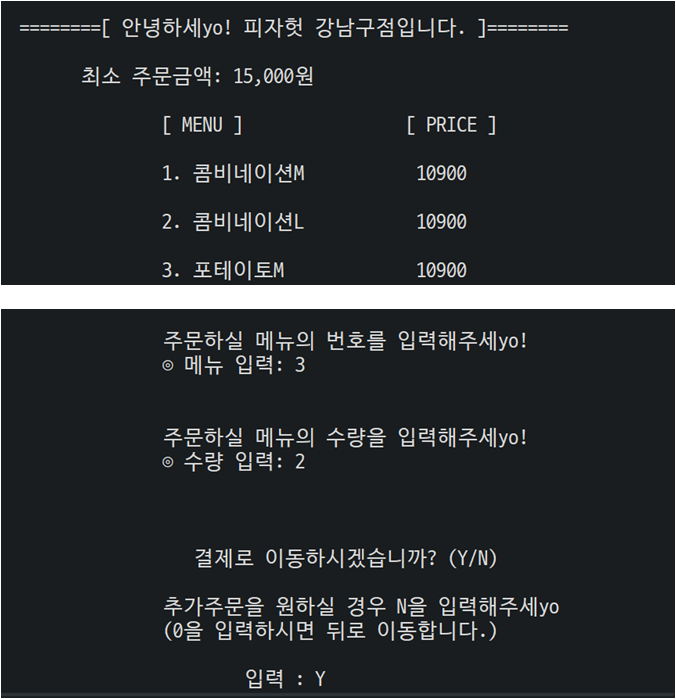 ========[ 안녕하세yo! 피자헛 강남구점입니다. ]========
최소 주문금액: 15,000원
[ MENU ] [ PRICE ]
1. 콤비네이션M 10900
2. 콤비네이션L 10900
3. 포테이토M 10900
주문하실 메뉴의 번호를 입력해주세yo!
◎ 메뉴 입력: 3
주문하실 메뉴의 수량을 입력해주세yo!
◎ 수량 입력: 2
결제로 이동하시겠습니까? (Y/N)
추가주문을 원하실 경우 N을 입력해주세yo
(0을 입력하시면 뒤로 이동합니다.)
입력 : Y